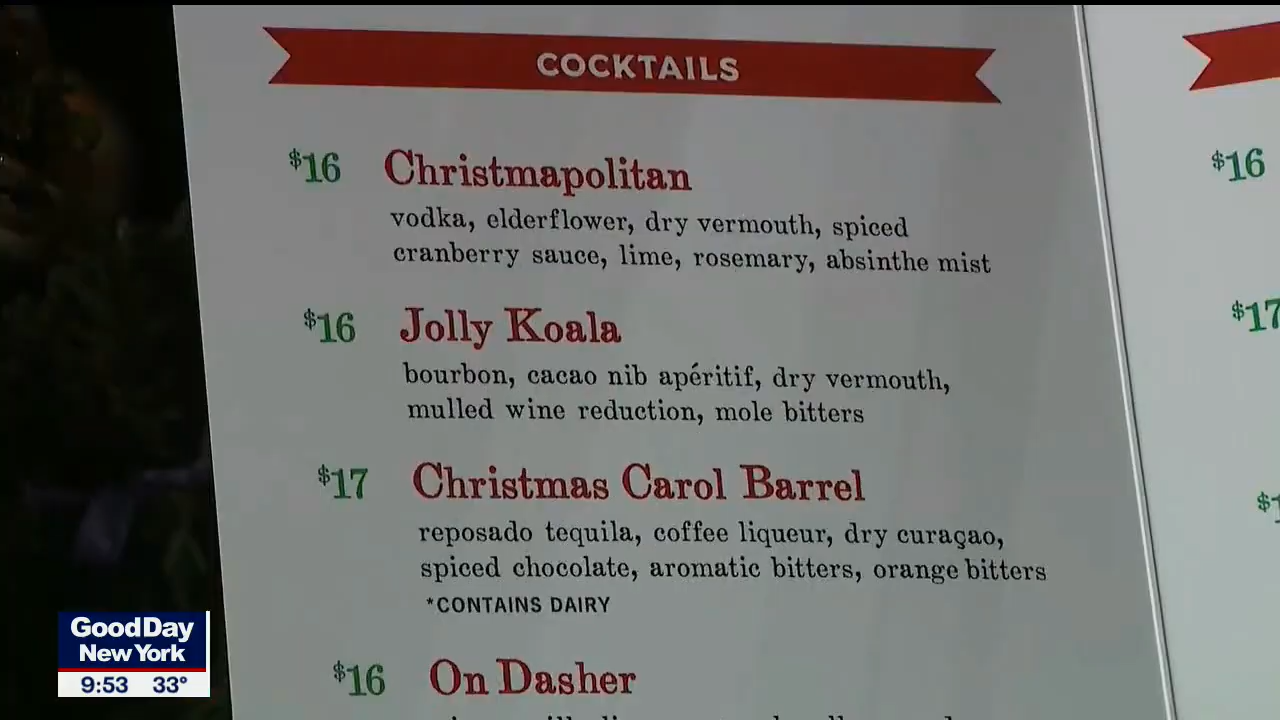 COCKTAILS
$16 Christmapolitan
vodka, elderflower, dry vermouth, spiced
cranberry sauce, lime, rosemary, absinthe mist
$16 Jolly Koala
bourbon, cacao nib apéritif, dry vermouth,
mulled wine reduction, mole bitters
$17 Christmas Carol Barrel
reposado tequila, coffee liqueur, dry curaçao,
spiced chocolate, aromatic bitters, orange bitters
*CONTAINS DAIRY
$16 On Dasher
$16
$17
GoodDay
New York
9:53 33°